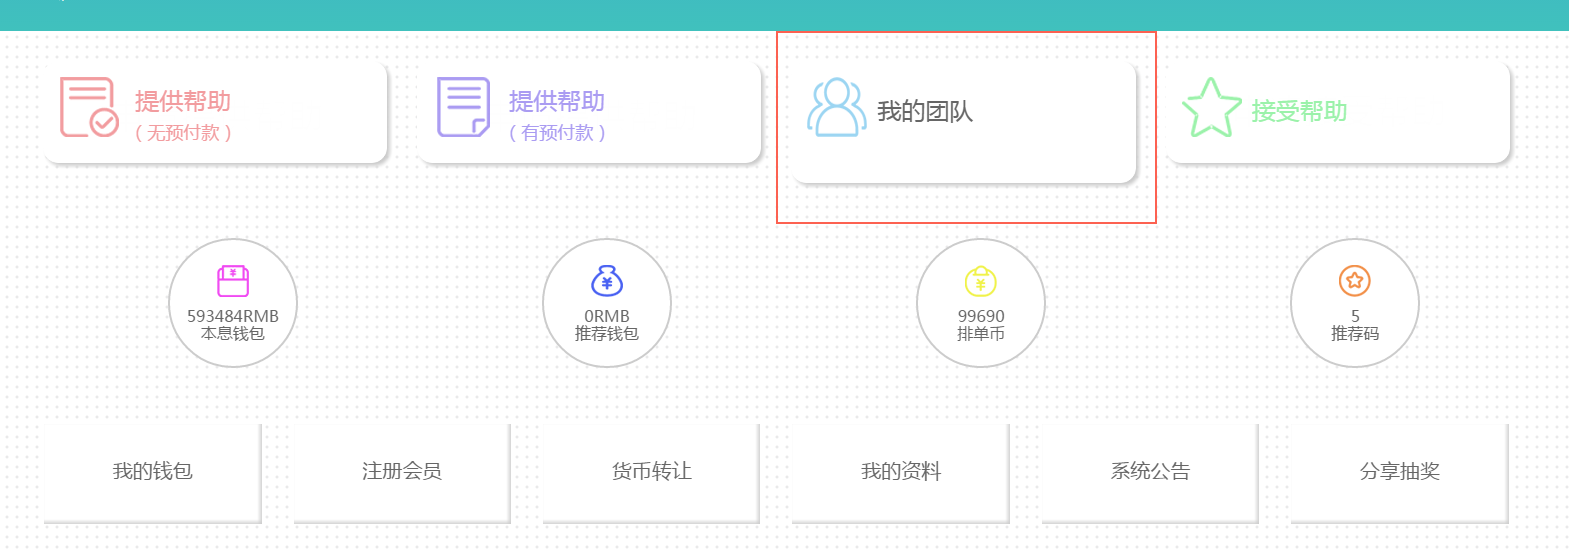 提供帮助
（无预付款）
提供帮助
（有预付款）
我的团队
接受帮助
593484RMB
本息钱包
0RMB
推荐钱包
99690
排单币
5
推荐码
我的钱包
注册会员
货币转让
我的资料
系统公告
分享抽奖